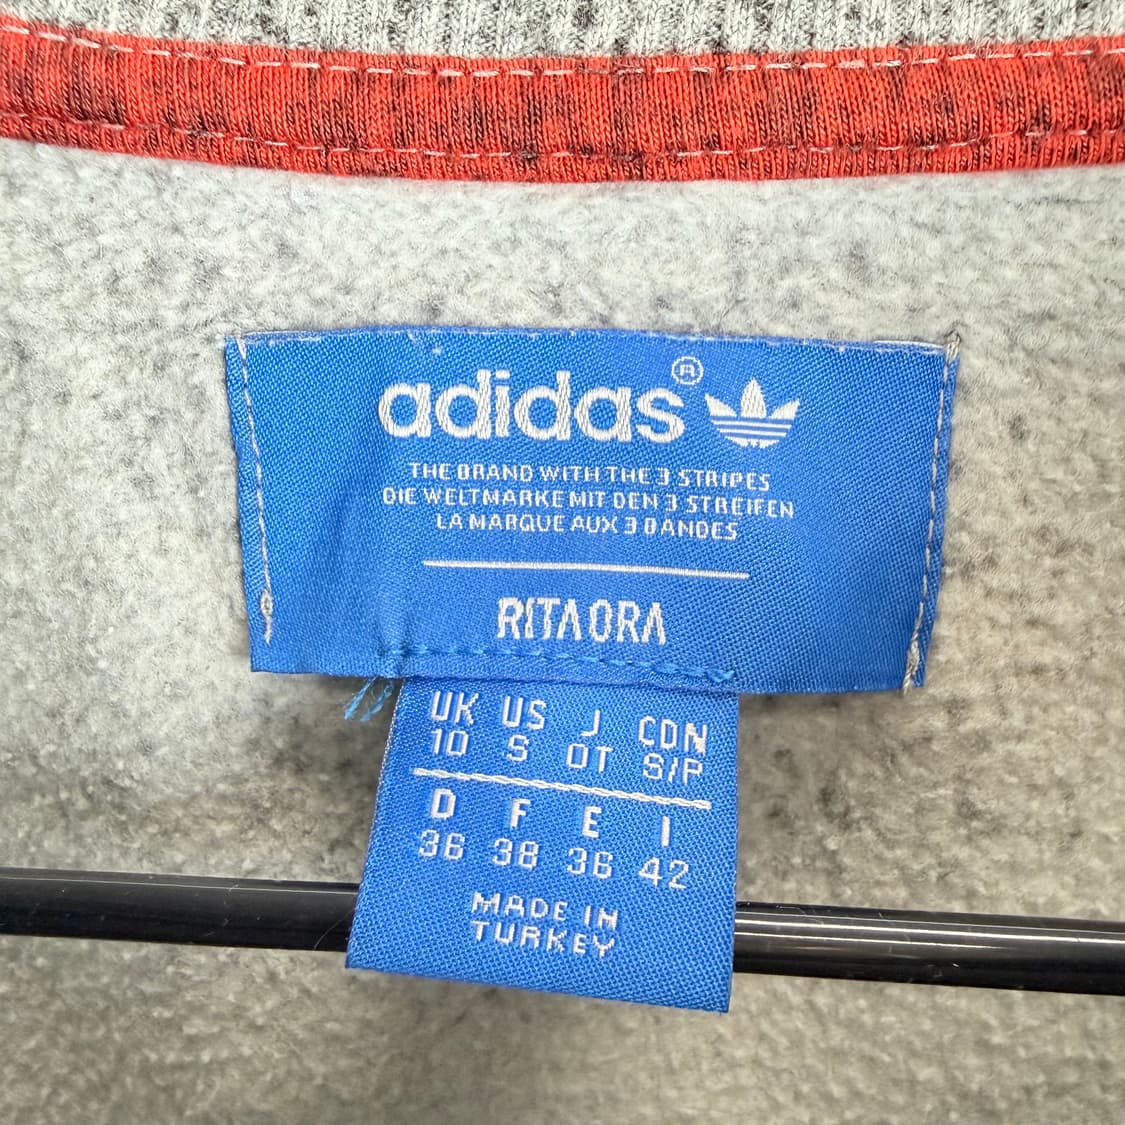 adidas®
THE BRAND WITH THE 3 STRIPES
DIE WELTMARKE MIT DEN 3 STREIFEN
LA MARQUE AUX 3 BANDES
RITA ORA
UK US J CDN
10 S OT S/P
D F E I
36 38 36 42
MADE IN
TURKEY